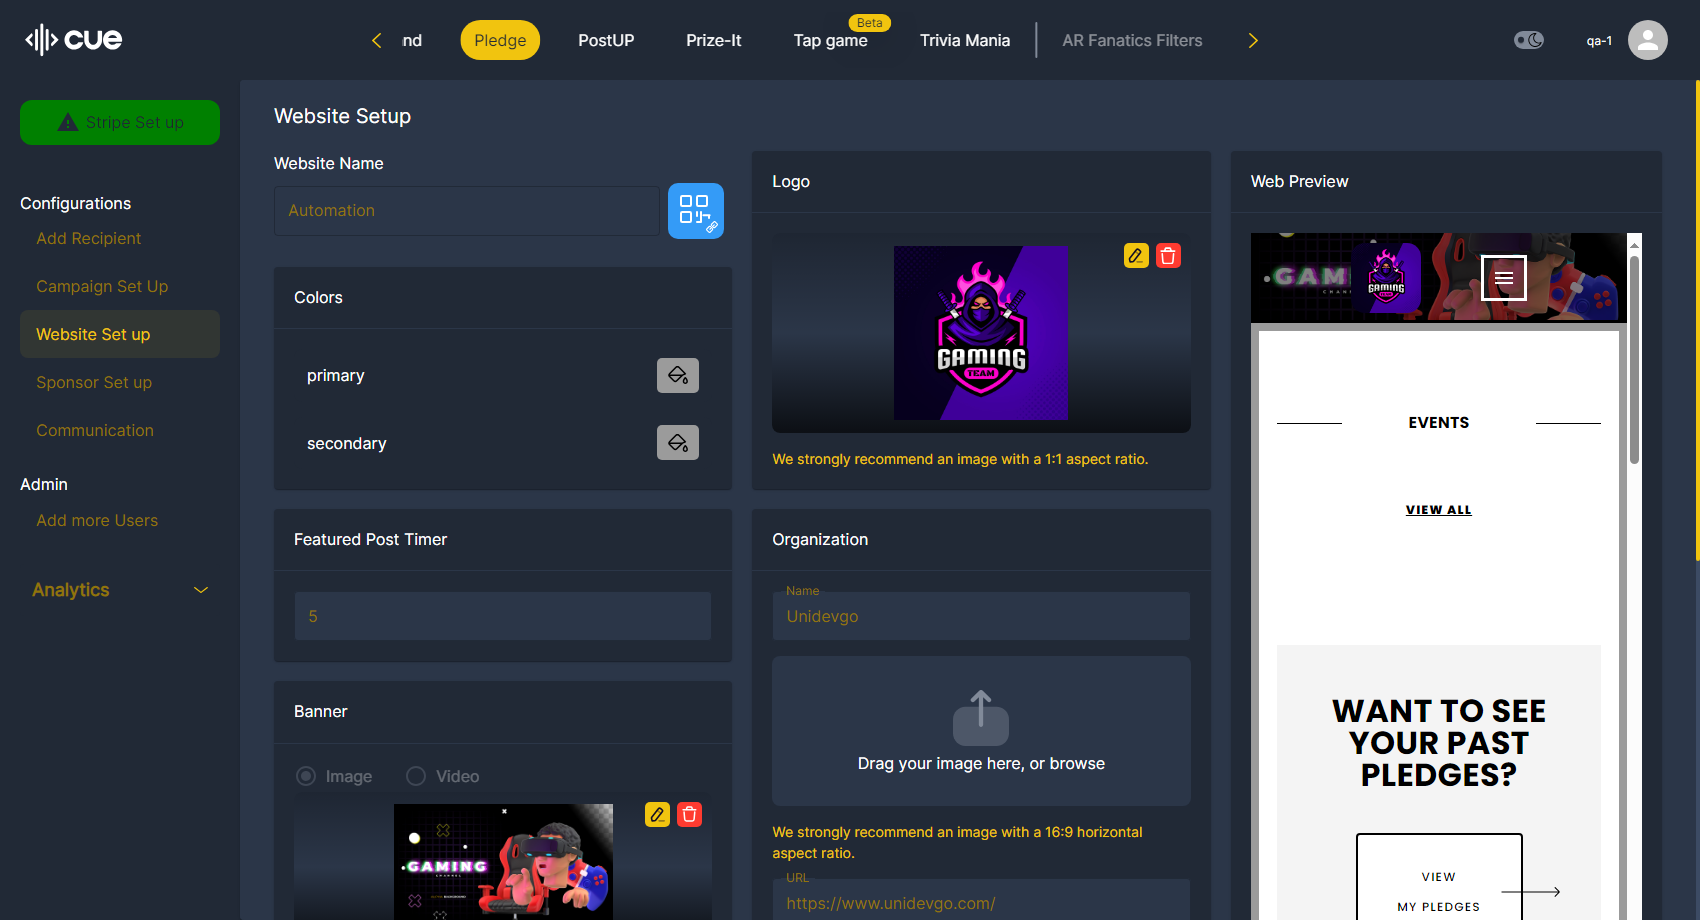 cue
nd
Pledge
PostUP
Prize-It
Tap game
Beta
Trivia Mania
AR Fanatics Filters
qa-1
Stripe Set up
Configurations
Add Recipient
Campaign Set Up
Website Set up
Sponsor Set up
Communication
Admin
Add more Users
Analytics
Website Setup
Website Name
Automation
Colors
primary
secondary
Featured Post Timer
5
Banner
Image
Video
GAMING
Logo
GAMING
TEAM
We strongly recommend an image with a 1:1 aspect ratio.
Organization
Name
Unidevgo
Drag your image here, or browse
We strongly recommend an image with a 16:9 horizontal
aspect ratio.
URL
https://www.unidevgo.com/
Web Preview
GAMI
GAMING
TEAM
EVENTS
VIEW ALL
WANT TO SEE
YOUR PAST
PLEDGES?
VIEW
MY PLEDGES